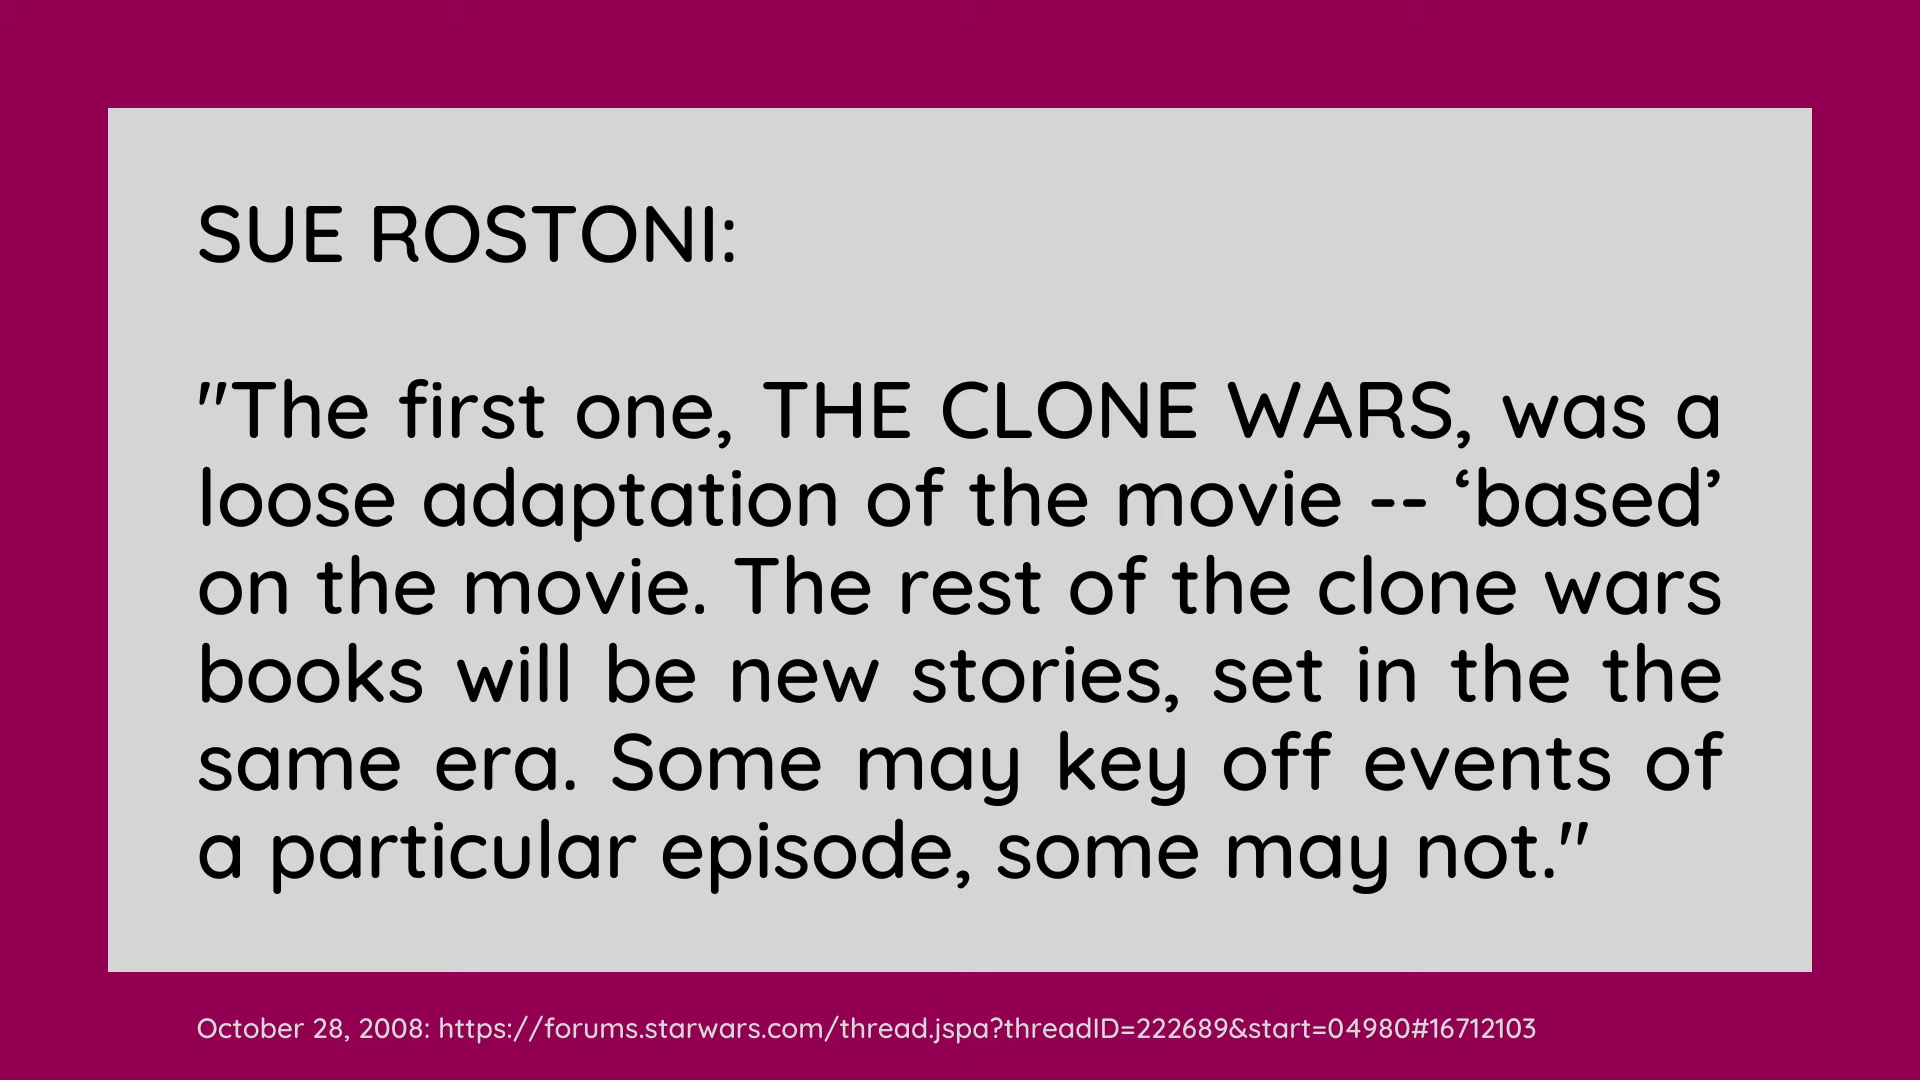 SUE ROSTONI:
"The first one, THE CLONE WARS, was a
loose adaptation of the movie -- ‘based’
on the movie. The rest of the clone wars
books will be new stories, set in the the
same era. Some may key off events of
a particular episode, some may not."
October 28, 2008: https://forums.starwars.com/thread.jspa?threadID=222689&start=04980#16712103